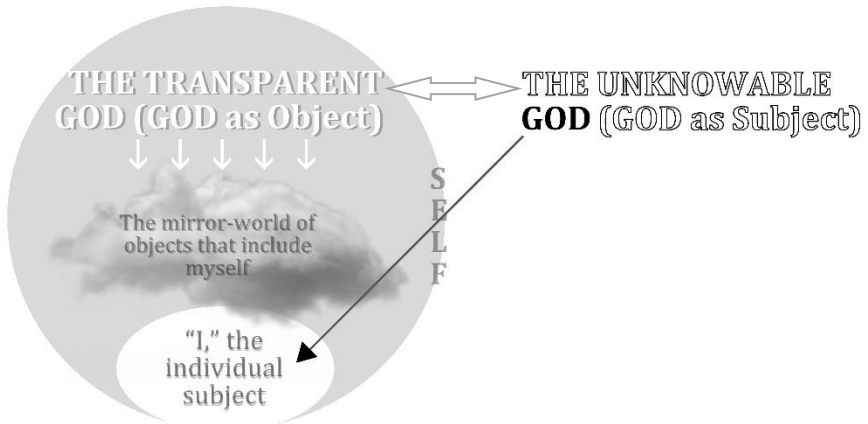 THE TRANSPARENT
GOD (GOD as Object)
THE UNKNOWABLE
GOD (GOD as Subject)
SELF
The mirror-world of
objects that include
myself
“I,” the
individual
subject